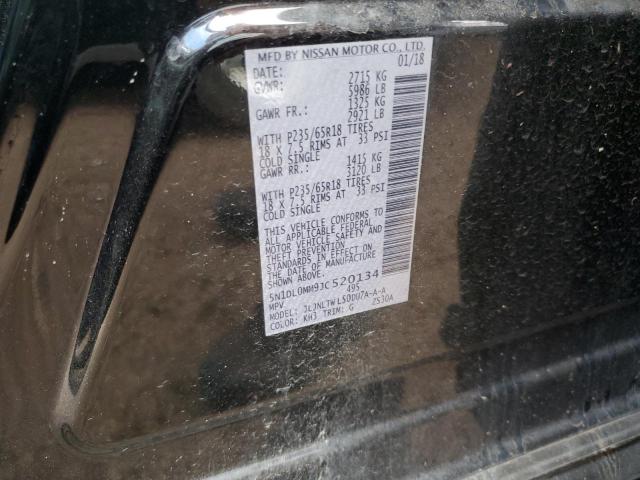 MFD BY NISSAN MOTOR CO., LTD.
DATE: 01/18
GVWR: 2715 KG
5986 LB
GAWR FR.: 1325 KG
2921 LB
WITH P235/65R18 TIRES
18 X 7.5 RIMS AT 33 PSI
COLD SINGLE
GAWR RR.: 1415 KG
3120 LB
WITH P235/65R18 TIRES
18 X 7.5 RIMS AT 33 PSI
COLD SINGLE
THIS VEHICLE CONFORMS TO
ALL APPLICABLE FEDERAL
MOTOR VEHICLE SAFETY AND
THEFT PREVENTION
STANDARDS IN EFFECT ON
THE DATE OF MANUFACTURE
SHOWN ABOVE.
5N1DL0MM9JC520134
MPV 495
MODEL: JLJNLTWL50DU7A-A-A
COLOR: KH3 TRIM: G 2530A